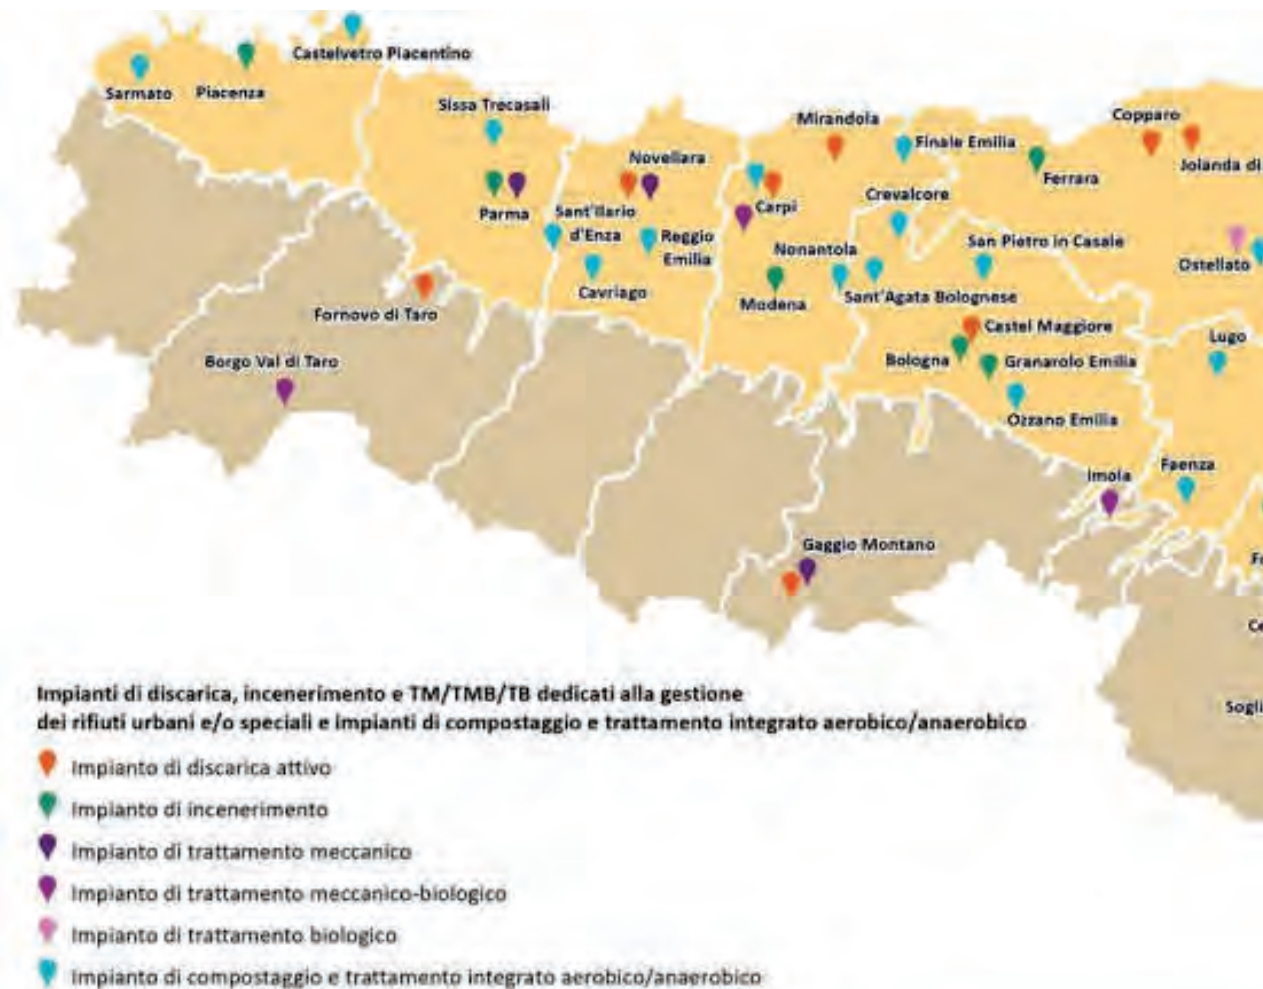 Castelvetro Piacentino
Sarmato
Piacenza
Sissa Trecasali
Mirandola
Copparo
Finale Emilia
Novellara
Jolanda di
Ferrara
Crevalcore
Carpi
Parma
Sant'Ilario
d'Enza
Reggio
Emilia
San Pietro in Casale
Nonantola
Ostellato
Cavriago
Sant'Agata Bolognese
Modena
Fornovo di Taro
Castel Maggiore
Lugo
Borgo Val di Taro
Bologna
Granarolo Emilia
Ozzano Emilia
Faenza
Imola
Gaggio Montano
Fo
Ce
Sogli
Impianti di discarica, incenerimento e TM/TMB/TB dedicati alla gestione
dei rifiuti urbani e/o speciali e impianti di compostaggio e trattamento integrato aerobico/anaerobico
Impianto di discarica attivo
Impianto di incenerimento
Impianto di trattamento meccanico
Impianto di trattamento meccanico-biologico
Impianto di trattamento biologico
Impianto di compostaggio e trattamento integrato aerobico/anaerobico